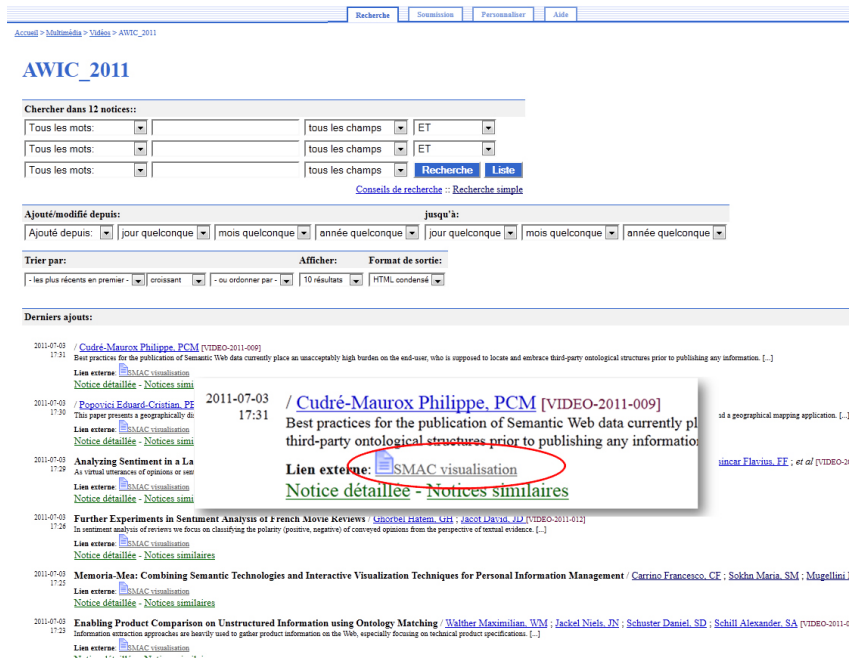 Recherche Soumission Personnaliser Aide
Accueil > Multimédia > Vidéos > AWIC_2011
AWIC_2011
Chercher dans 12 notices::
Tous les mots: tous les champs ET
Tous les mots: tous les champs ET
Tous les mots: tous les champs Recherche Liste
Conseils de recherche :: Recherche simple
Ajouté/modifié depuis: jusqu'à:
Ajouté depuis: jour quelconque mois quelconque année quelconque jour quelconque mois quelconque année quelconque
Trier par: Afficher: Format de sortie:
- les plus récents en premier - croissant - ou ordonner par - 10 résultats HTML condensé
Derniers ajouts:
2011-07-03 / Cudré-Mauroux Philippe, PCM [VIDEO-2011-009]
17:31 Best practices for the publication of Semantic Web data currently place an unacceptably high burden on the end-user, who is supposed to locate and embrace third-party ontological structures prior to publishing any information. [...]
Lien externe: SMAC visualisation
Notice détaillée - Notices simi
2011-07-03 / Popovici Eduard-Cristian, PE
17:30 This paper presents a geographically di d a geographical mapping application. [...]
Lien externe: SMAC visualisation
Notice détaillée - Notices simi
2011-07-03 Analyzing Sentiment in a La incar Flavius, FF ; et al [VIDEO-20
17:29 As virtual utterances of opinions or sen
Lien externe: SMAC visualisation
Notice détaillée - Notices simi
2011-07-03 / Cudré-Mauroux Philippe, PCM [VIDEO-2011-009]
17:31 Best practices for the publication of Semantic Web data currently pl
third-party ontological structures prior to publishing any information
Lien externe: SMAC visualisation
Notice détaillée - Notices similaires
2011-07-03 Further Experiments in Sentiment Analysis of French Movie Reviews / Ghorbel Hatem, GH ; Jacot David, JD [VIDEO-2011-012]
17:26 In sentiment analysis of reviews we focus on classifying the polarity (positive, negative) of conveyed opinions from the perspective of textual evidence. [...]
Lien externe: SMAC visualisation
Notice détaillée - Notices similaires
2011-07-03 Memoria-Mea: Combining Semantic Technologies and Interactive Visualization Techniques for Personal Information Management / Carrino Francesco, CF ; Sokhn Maria, SM ; Mugellini
17:25
Lien externe: SMAC visualisation
Notice détaillée - Notices similaires
2011-07-03 Enabling Product Comparison on Unstructured Information using Ontology Matching / Walther Maximilian, WM ; Jackel Niels, JN ; Schuster Daniel, SD ; Schill Alexander, SA [VIDEO-2011-0
17:23 Information extraction approaches are heavily used to gather product information on the Web, especially focusing on technical product specifications. [...]
Lien externe: SMAC visualisation